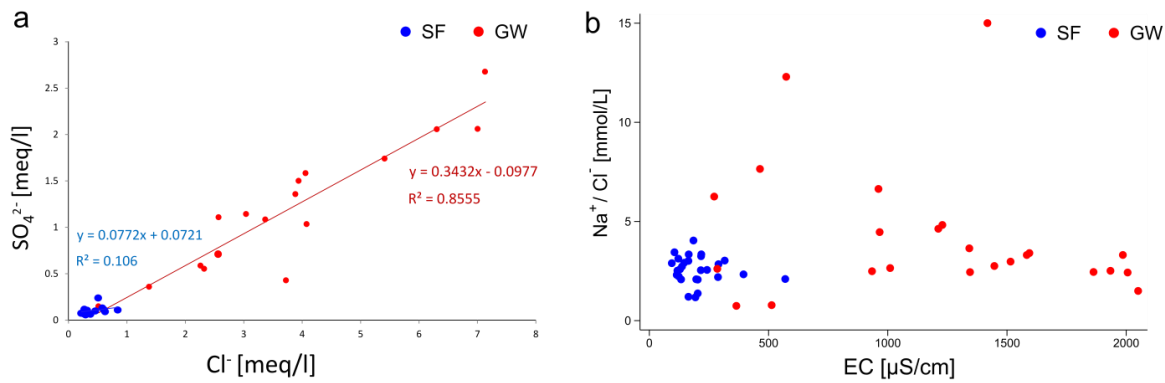 a
SF GW
3
2.5
2
1.5
1
0.5
0
0 1 2 3 4 5 6 7 8
SO₄²⁻ [meq/l]
Cl⁻ [meq/l]
y = 0.0772x + 0.0721
R² = 0.106
y = 0.3432x - 0.0977
R² = 0.8555
b
SF GW
15
10
5
0
0 500 1000 1500 2000
Na⁺/ Cl⁻ [mmol/L]
EC [µS/cm]